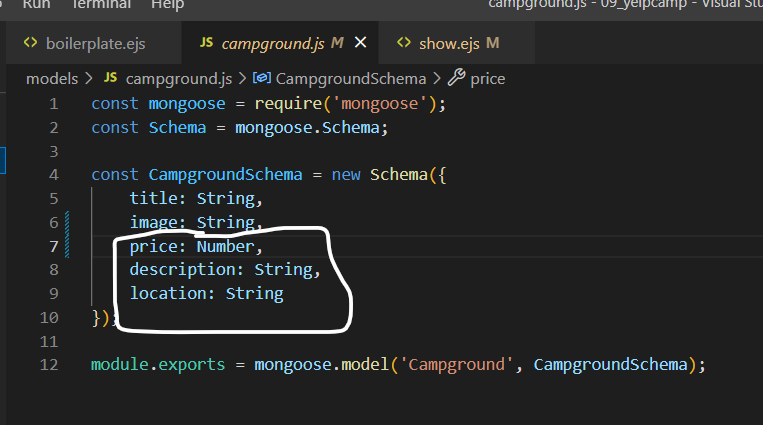 Run Terminal Help campground.js - 09_yelpcamp - Visual Stu
<> boilerplate.ejs JS campground.js M × <> show.ejs M
models > JS campground.js > CampgroundSchema > price
1 const mongoose = require('mongoose');
2 const Schema = mongoose.Schema;
3
4 const CampgroundSchema = new Schema({
5 title: String,
6 image: String,
7 price: Number,
8 description: String,
9 location: String
10 });
11
12 module.exports = mongoose.model('Campground', CampgroundSchema);